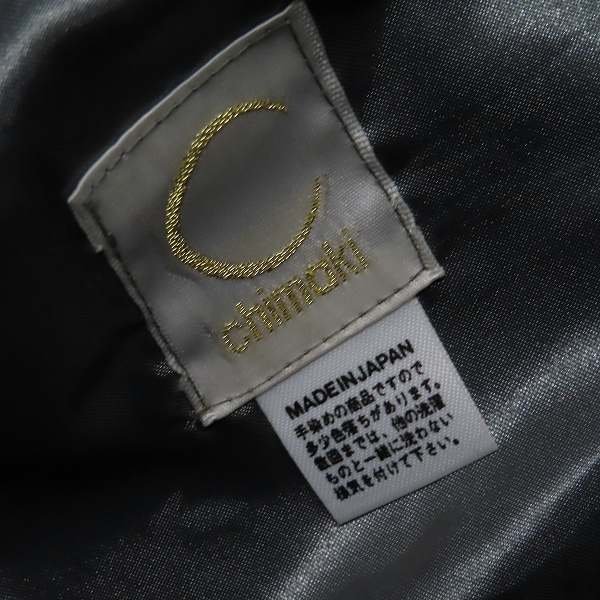 chimaki
MADE IN JAPAN
手染めの商品ですので
多少色落ちがあります。
数回までは、他の洗濯
ものと一緒に洗わない
様気を付けて下さい。